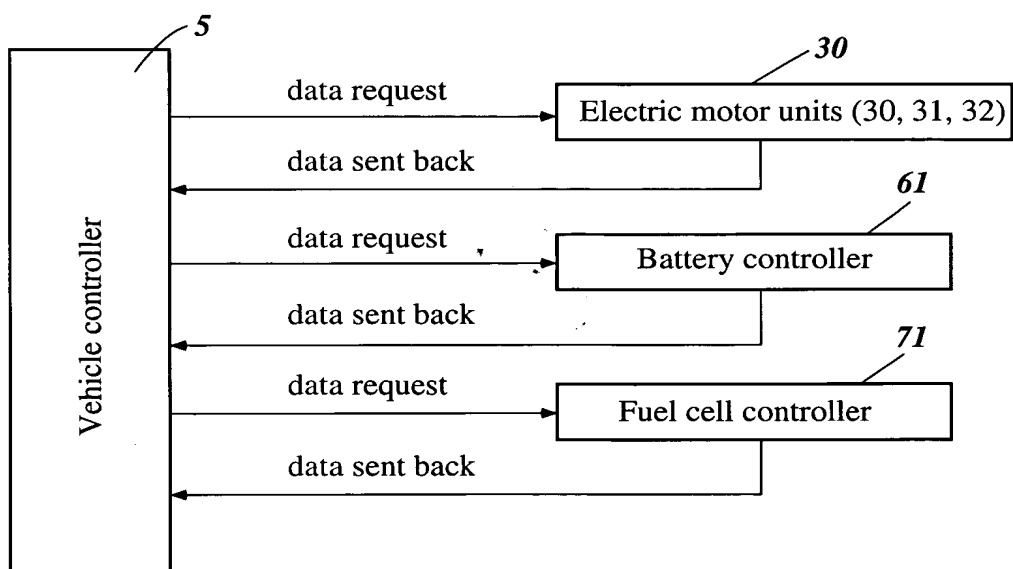 5
30
data request
Electric motor units (30, 31, 32)
data sent back
61
data request
Battery controller
Vehicle controller
data sent back
71
data request
Fuel cell controller
data sent back